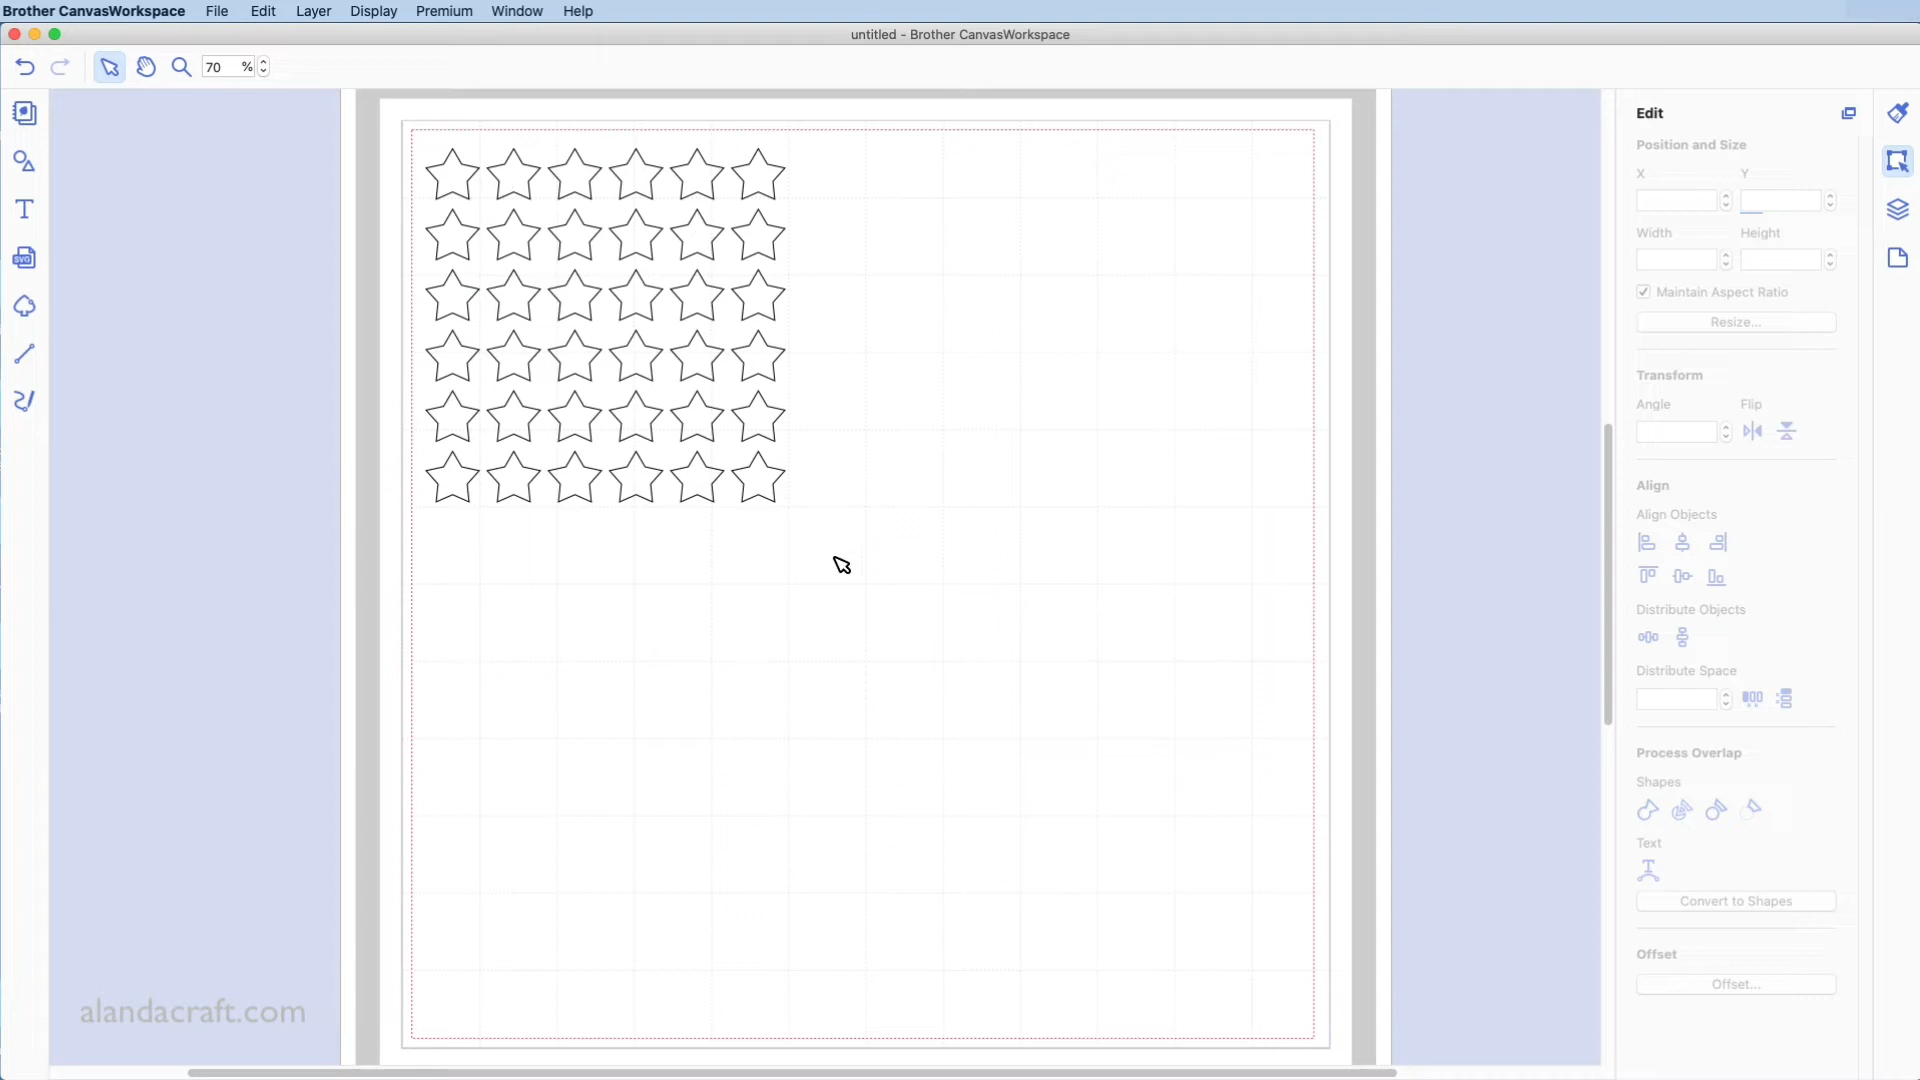 Brother CanvasWorkspace File Edit Layer Display Premium Window Help
untitled - Brother CanvasWorkspace
70 %
Edit
Position and Size
X Y
Width Height
Maintain Aspect Ratio
Resize...
Transform
Angle Flip
Align
Align Objects
Distribute Objects
Distribute Space
Process Overlap
Shapes
Text
Convert to Shapes
Offset
Offset...
T
SVG
alandacraft.com